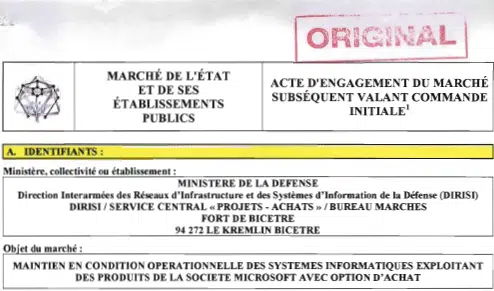 ORIGINAL
MARCHÉ DE L'ÉTAT
ET DE SES
ÉTABLISSEMENTS
PUBLICS
ACTE D'ENGAGEMENT DU MARCHÉ
SUBSÉQUENT VALANT COMMANDE
INITIALE¹
A. IDENTIFIANTS :
Ministère, collectivité ou établissement :
MINISTERE DE LA DEFENSE
Direction Interarmées des Réseaux d'Infrastructure et des Systèmes d'Information de la Défense (DIRISI)
DIRISI / SERVICE CENTRAL « PROJETS - ACHATS » / BUREAU MARCHES
FORT DE BICETRE
94 272 LE KREMLIN BICETRE
Objet du marché :
MAINTIEN EN CONDITION OPERATIONNELLE DES SYSTEMES INFORMATIQUES EXPLOITANT
DES PRODUITS DE LA SOCIETE MICROSOFT AVEC OPTION D'ACHAT